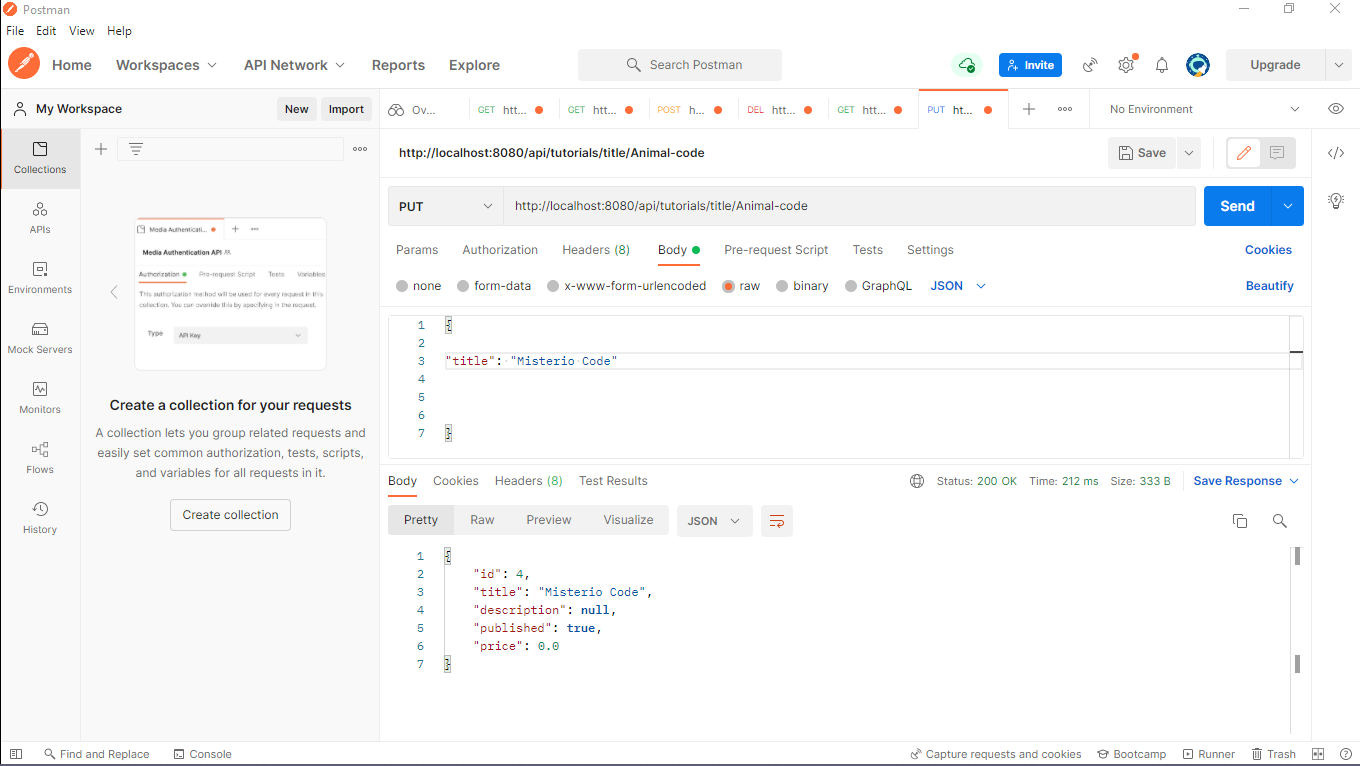 Postman
File Edit View Help
Home Workspaces API Network Reports Explore Search Postman Invite Upgrade
My Workspace New Import Ov... GET htt... GET htt... POST h... DEL htt... GET htt... PUT h... No Environment
Collections
APIs
Environments
Mock Servers
Monitors
Flows
History
Media Authenticati...
Media Authentication API
Authorization Pre-request Script Tests Variables
This authorization method will be used for every request in this
collection. You can override this by specifying in the request.
Type API Key
Create a collection for your requests
A collection lets you group related requests and
easily set common authorization, tests, scripts,
and variables for all requests in it.
Create collection
http://localhost:8080/api/tutorials/title/Animal-code Save
PUT http://localhost:8080/api/tutorials/title/Animal-code Send
Params Authorization Headers (8) Body Pre-request Script Tests Settings Cookies
none form-data x-www-form-urlencoded raw binary GraphQL JSON Beautify
1 {
2
3 "title": "Misterio Code"
4
5
6
7 }
Body Cookies Headers (8) Test Results Status: 200 OK Time: 212 ms Size: 333 B Save Response
Pretty Raw Preview Visualize JSON
1 {
2 "id": 4,
3 "title": "Misterio Code",
4 "description": null,
5 "published": true,
6 "price": 0.0
7 }
Find and Replace Console Capture requests and cookies Bootcamp Runner Trash